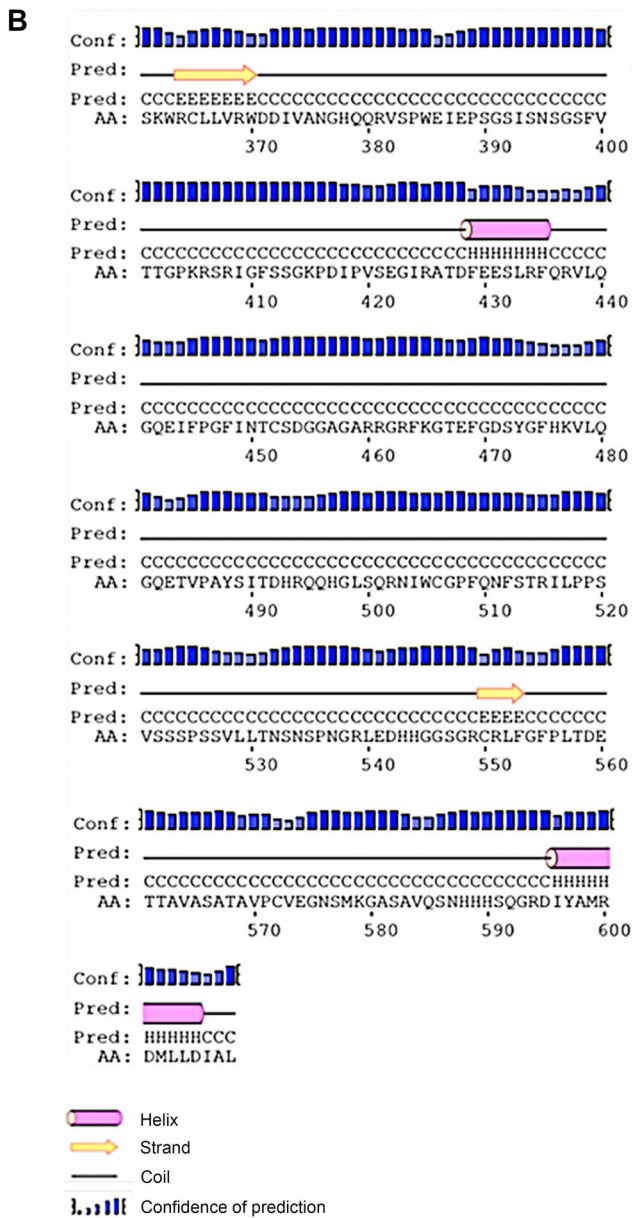 B
Conf:
Pred:
Pred: CCCEEEEEEECCCCCCCCCCCCCCCCCCCCCCCCCCCCCC
AA: SKWRCLLVRWDDIVANGHQQRVSPWEIEPSGSISNSGSFV
370 380 390 400
Conf:
Pred:
Pred: CCCCCCCCCCCCCCCCCCCCCCCCCCCCHHHHHHHCCCCC
AA: TTGPKRSRIGFSSGKPDIPVSEGIRATDFEESLRFQRVLQ
410 420 430 440
Conf:
Pred:
Pred: CCCCCCCCCCCCCCCCCCCCCCCCCCCCCCCCCCCCCCCC
AA: GQEIFPGFINTCSDGGAGARRGRFKGTEFGDSYGFHKVLQ
450 460 470 480
Conf:
Pred:
Pred: CCCCCCCCCCCCCCCCCCCCCCCCCCCCCCCCCCCCCCCC
AA: GQETVPAYSITDHRQQHGLSQRNIWCGPFQNFSTRILPPS
490 500 510 520
Conf:
Pred:
Pred: CCCCCCCCCCCCCCCCCCCCCCCCCCCCCEEEECCCCCCC
AA: VSSSPSSVLLTNSNSPNGRLEDHHGGSGRCRLFGFPLTDE
530 540 550 560
Conf:
Pred:
Pred: CCCCCCCCCCCCCCCCCCCCCCCCCCCCCCCCCCCHHHHH
AA: TTAVASATAVPCVEGNSMKGASAVQSNHHHSQGRDIYAMR
570 580 590 600
Conf:
Pred:
Pred: HHHHHCCC
AA: DMLLDIAL
Helix
Strand
Coil
Confidence of prediction